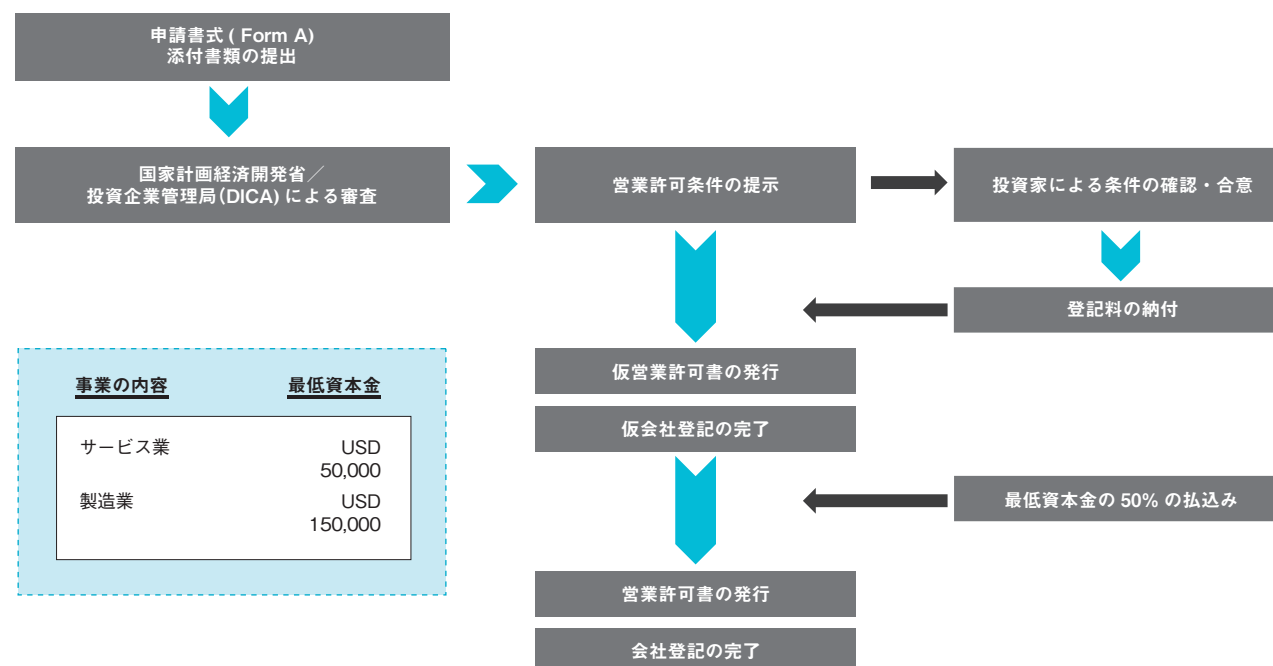 申請書式 ( Form A)
添付書類の提出
国家計画経済開発省／
投資企業管理局（DICA) による審査
営業許可条件の提示
投資家による条件の確認・合意
登記料の納付
仮営業許可書の発行
仮会社登記の完了
最低資本金の 50% の払込み
営業許可書の発行
会社登記の完了
事業の内容 最低資本金
サービス業 USD
50,000
製造業 USD
150,000